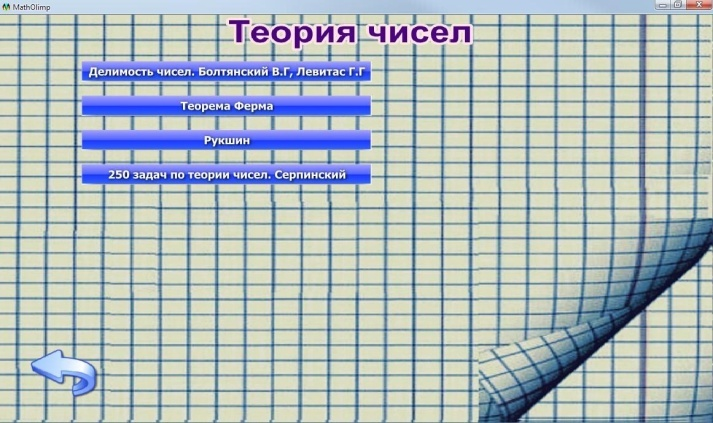 MathOlimp
Теория чисел
Делимость чисел. Болтянский В.Г, Левитас Г.Г
Теорема Ферма
Рукшин
250 задач по теории чисел. Серпинский